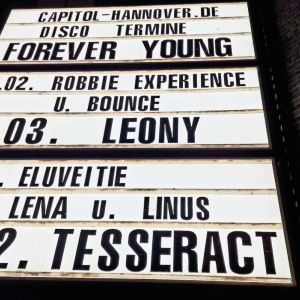 CAPITOL-HANNOVER.DE
DISCO TERMINE
FOREVER YOUNG
.02. ROBBIE EXPERIENCE
U. BOUNCE
.03. LEONY
. ELUVEITIE
LENA u. LINUS
2. TESSERACT